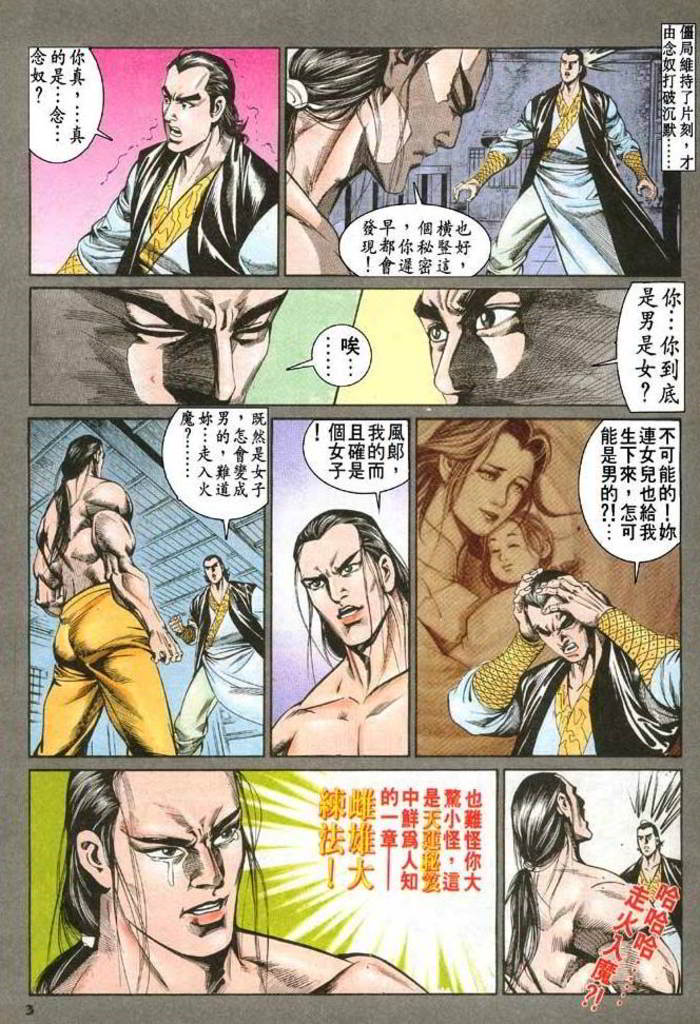 僵局維持了片刻，才
由念奴打破沉默……
你真，…真
的是…念…
念奴？
也好，
橫豎這
個秘密
，你遲
早都會
發現！
你…你到底
是男是女？
唉
……
不可能的！妳
連女兒也給我
生下來，怎可
能是男的?!…
風郎，
我的而
且確是
個女子
！
既然是女子
，怎會變成
男的，難道
妳…走入火
魔？……
也難怪你大
驚小怪，這
是天蓮秘笈
中鮮為人知
的一章──
雌雄大
練法！
哈哈哈
走火入魔?!
3